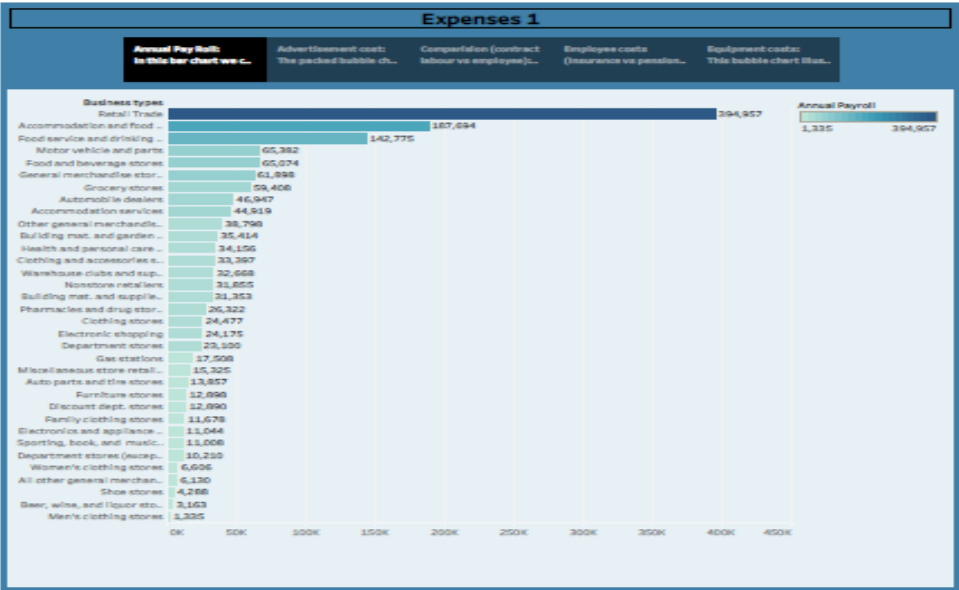 Expenses 1
Annual Pay Roll:
In this bar chart we c...
Advertisement cost:
The packed bubble ch...
Comparision (contract
labour vs employee):...
Employee costs
(Insurance vs pension...
Equipment costs:
This bubble chart illus...
Business types
Retail Trade 394,957
Accommodation and food ... 187,694
Food service and drinking ... 142,775
Motor vehicle and parts 65,382
Food and beverage stores 65,074
General merchandise stor... 61,898
Grocery stores 59,408
Automobile dealers 46,947
Accommodation services 44,919
Other general merchandis... 38,798
Building mat. and garden ... 35,414
Health and personal care ... 34,156
Clothing and accessories s... 33,397
Warehouse clubs and sup... 32,668
Nonstore retailers 31,855
Building mat. and supplie... 31,353
Pharmacies and drug stor... 26,322
Clothing stores 24,477
Electronic shopping 24,175
Department stores 23,100
Gas stations 17,508
Miscellaneous store retail... 15,325
Auto parts and tire stores 13,857
Furniture stores 12,898
Discount dept. stores 12,890
Family clothing stores 11,678
Electronics and appliance ... 11,044
Sporting, book, and music... 11,008
Department stores (excep... 10,210
Women's clothing stores 6,606
All other general merchan... 6,130
Shoe stores 4,288
Beer, wine, and liquor sto... 3,163
Men's clothing stores 1,335
0K 50K 100K 150K 200K 250K 300K 350K 400K 450K
Annual Payroll
1,335 394,957